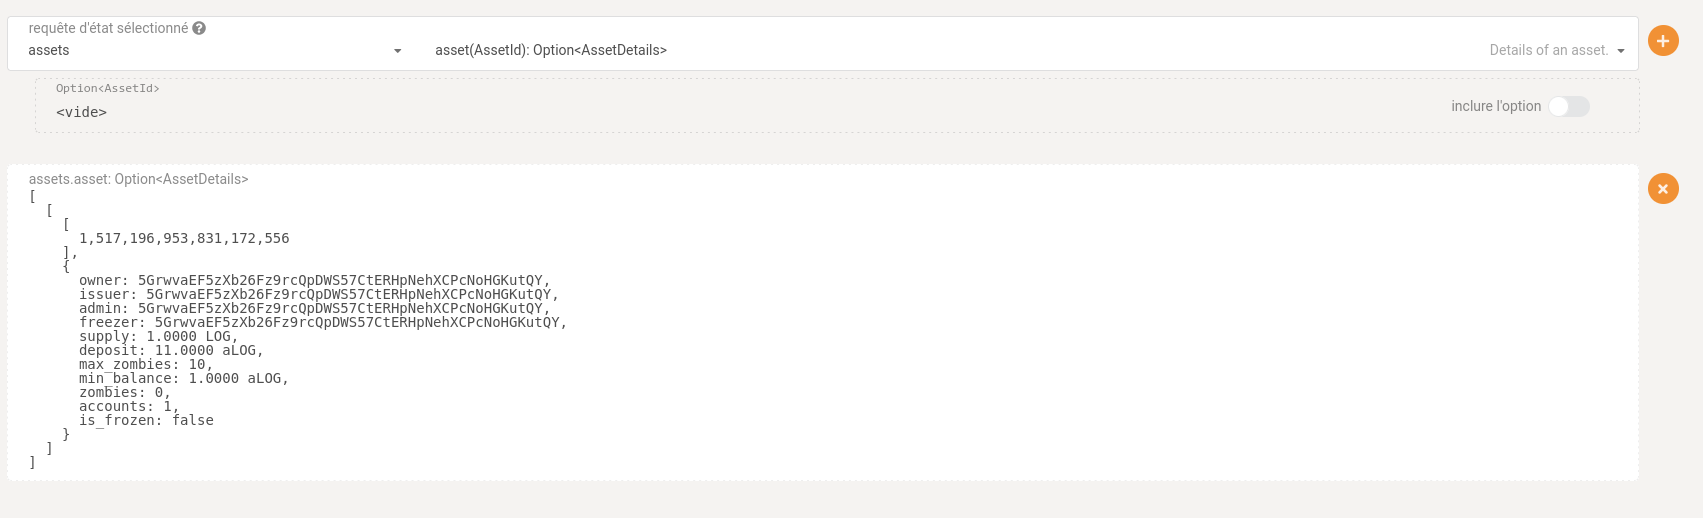 requête d'état sélectionné
assets
asset(AssetId): Option<AssetDetails>
Details of an asset.
Option<AssetId>
<vide>
inclure l'option
assets.asset: Option<AssetDetails>
[
[
[
1,517,196,953,831,172,556
],
{
owner: 5GrwvaEF5zXb26Fz9rcQpDWS57CtERHpNehXCPcNoHGKutQY,
issuer: 5GrwvaEF5zXb26Fz9rcQpDWS57CtERHpNehXCPcNoHGKutQY,
admin: 5GrwvaEF5zXb26Fz9rcQpDWS57CtERHpNehXCPcNoHGKutQY,
freezer: 5GrwvaEF5zXb26Fz9rcQpDWS57CtERHpNehXCPcNoHGKutQY,
supply: 1.0000 LOG,
deposit: 11.0000 aLOG,
max_zombies: 10,
min_balance: 1.0000 aLOG,
zombies: 0,
accounts: 1,
is_frozen: false
}
]
]